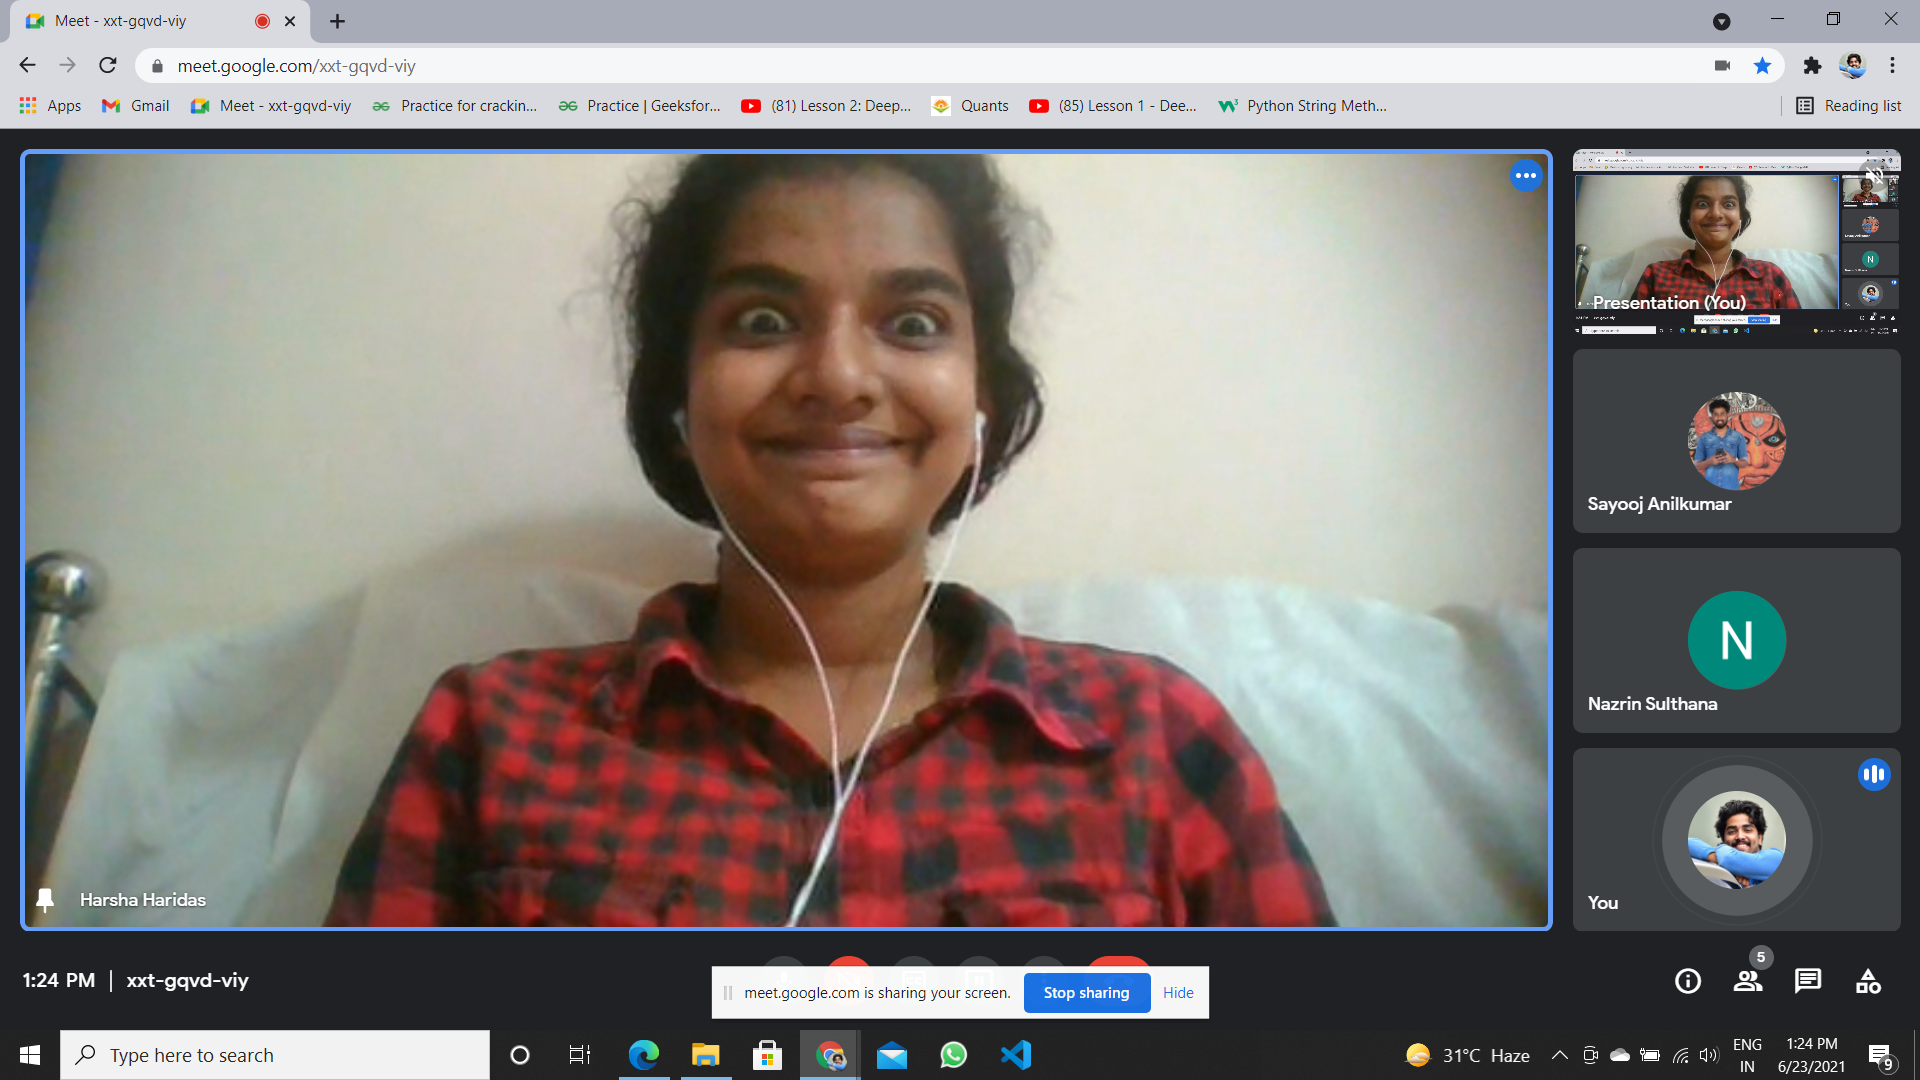 Meet - xxt-gqvd-viy
meet.google.com/xxt-gqvd-viy
Apps
Gmail
Meet - xxt-gqvd-viy
Practice for crackin...
Practice | Geeksfor...
(81) Lesson 2: Deep...
Quants
(85) Lesson 1 - Dee...
Python String Meth...
Reading list
Presentation (You)
Sayooj Anilkumar
N
Nazrin Sulthana
You
Harsha Haridas
1:24 PM | xxt-gqvd-viy
meet.google.com is sharing your screen.
Stop sharing
Hide
5
Type here to search
31°C Haze
ENG
IN
1:24 PM
6/23/2021
9